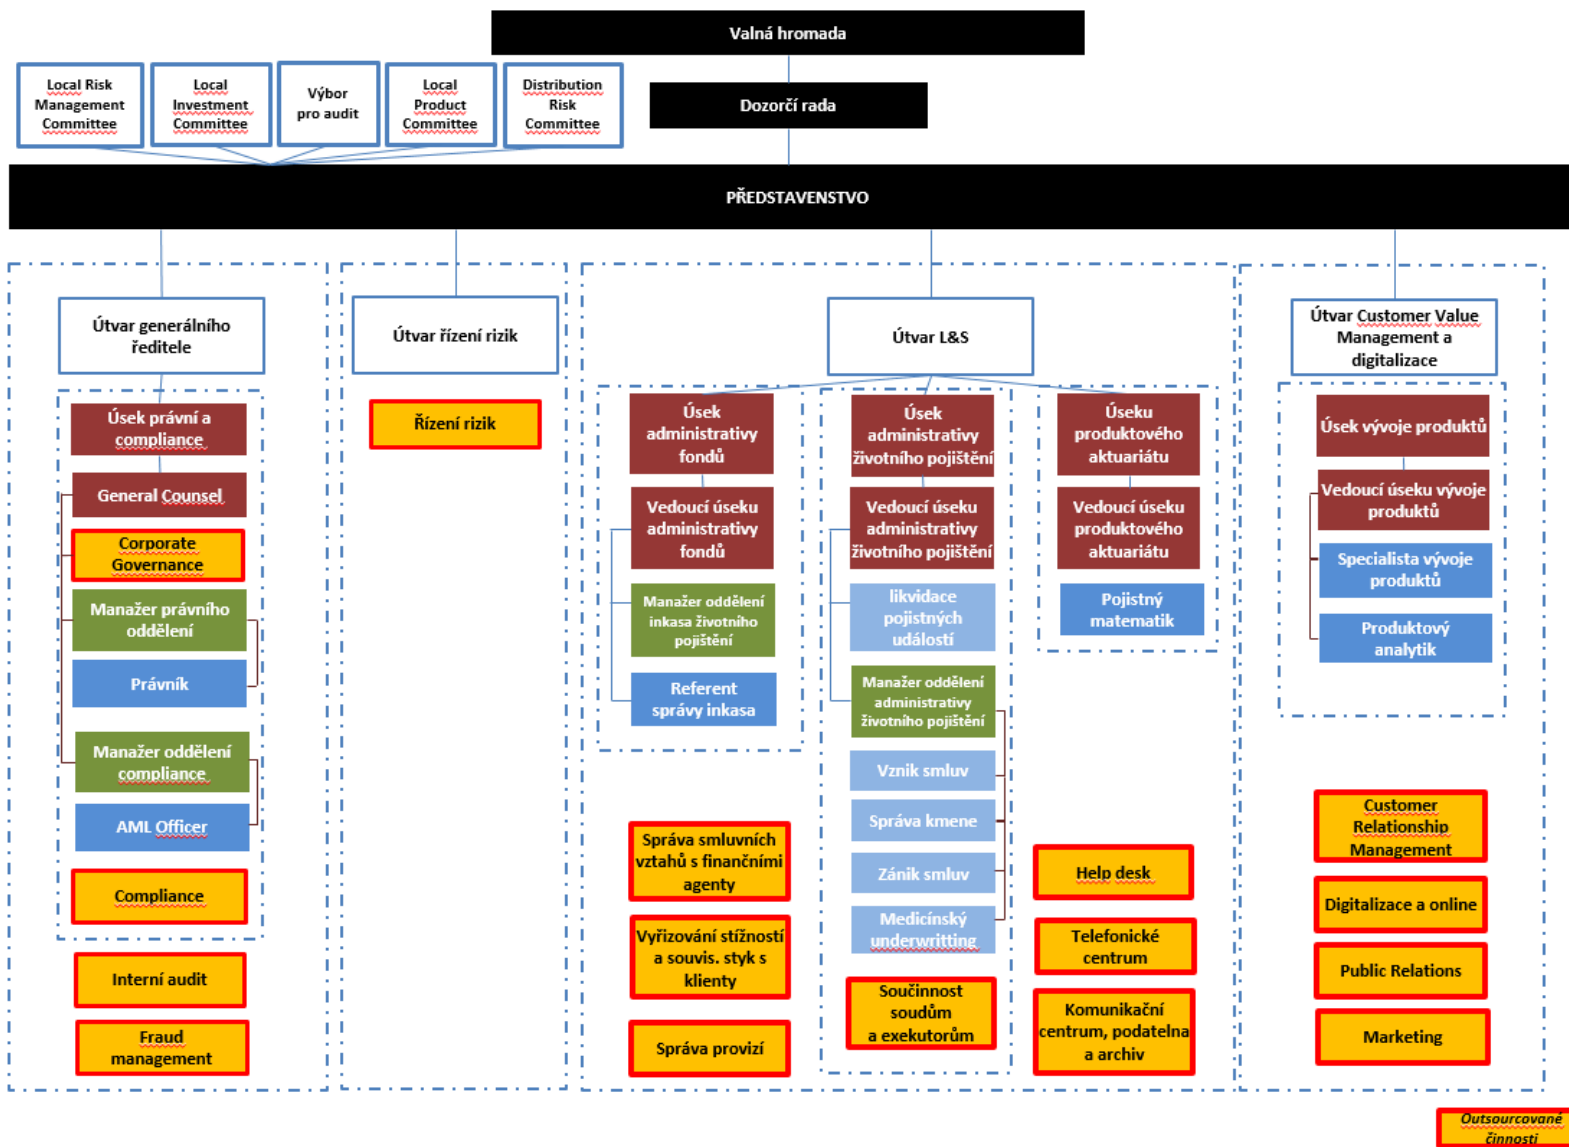 Valná hromada
Local Risk
Management
Committee
Local
Investment
Committee
Výbor
pro audit
Local
Product
Committee
Distribution
Risk
Committee
Dozorčí rada
PŘEDSTAVENSTVO
Útvar generálního
ředitele
Úsek právní a
compliance
General Counsel
Corporate
Governance
Manažer právního
oddělení
Právník
Manažer oddělení
compliance
AML Officer
Compliance
Interní audit
Fraud
management
Útvar řízení rizik
Řízení rizik
Útvar L&S
Úsek
administrativy
fondů
Vedoucí úseku
administrativy
fondů
Manažer oddělení
inkasa životního
pojištění
Referent
správy inkasa
Správa smluvních
vztahů s finančními
agenty
Vyřizování stížností
a souvis. styk s
klienty
Správa provizí
Úsek
administrativy
životního pojištění
Vedoucí úseku
administrativy
životního pojištění
likvidace
pojistných
událostí
Manažer oddělení
administrativy
životního pojištění
Vznik smluv
Správa kmene
Zánik smluv
Medicínský
underwritting
Součinnost
soudům
a exekutorům
Úseku
produktového
aktuariátu
Vedoucí úseku
produktového
aktuariátu
Pojistný
matematik
Help desk
Telefonické
centrum
Komunikační
centrum, podatelna
a archiv
Útvar Customer Value
Management a
digitalizace
Úsek vývoje produktů
Vedoucí úseku vývoje
produktů
Specialista vývoje
produktů
Produktový
analytik
Customer
Relationship
Management
Digitalizace a online
Public Relations
Marketing
Outsourcované
činnosti